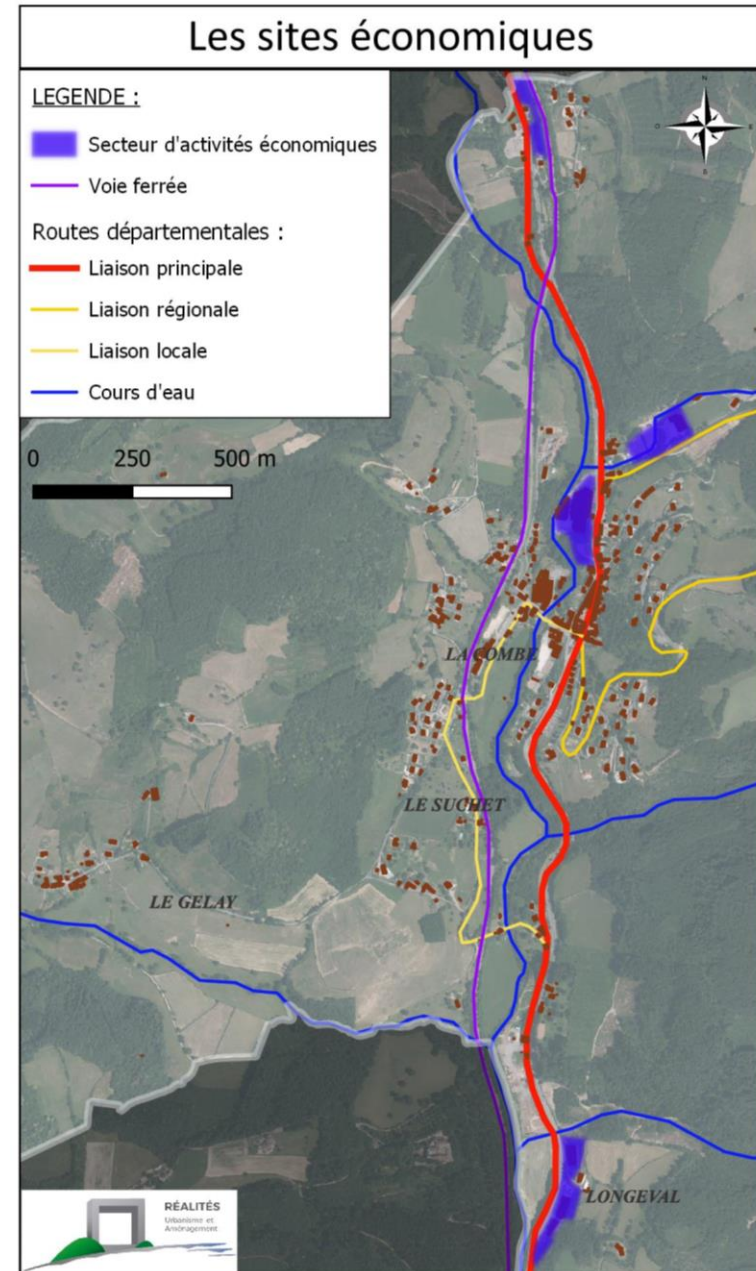 Les sites économiques
LEGENDE :
Secteur d'activités économiques
Voie ferrée
Routes départementales :
Liaison principale
Liaison régionale
Liaison locale
Cours d'eau
0 250 500 m
N
O E
S
LA COMBE
LE SUCHET
LE GELAY
LONGEVAL
RÉALITÉS
Urbanisme et
Aménagement